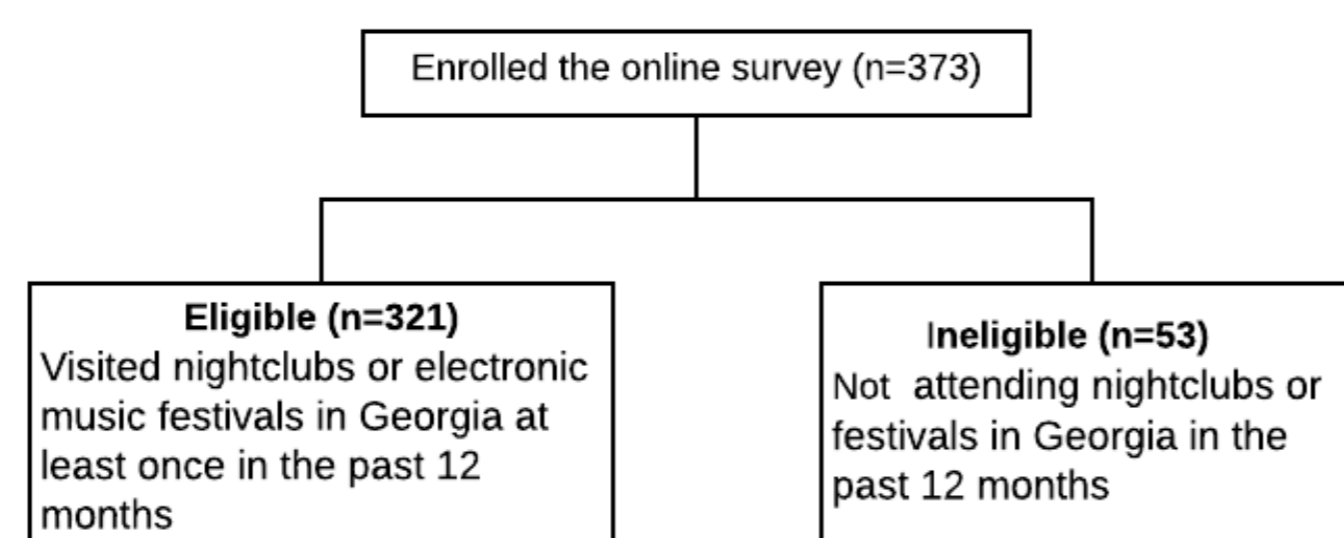 Enrolled the online survey (n=373)
Eligible (n=321)
Visited nightclubs or electronic
music festivals in Georgia at
least once in the past 12
months
Ineligible (n=53)
Not attending nightclubs or
festivals in Georgia in the
past 12 months